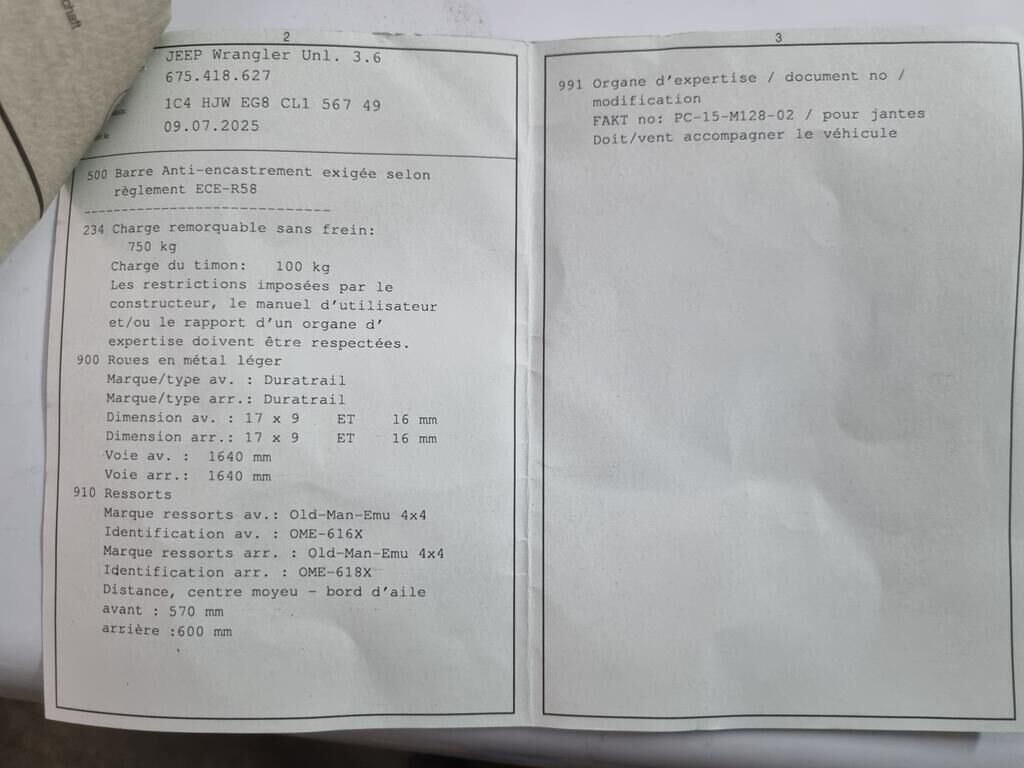 schaft
2
JEEP Wrangler Unl. 3.6
675.418.627
1C4 HJW EG8 CL1 567 49
09.07.2025
500 Barre Anti-encastrement exigée selon
règlement ECE-R58
-----------------------------
234 Charge remorquable sans frein:
750 kg
Charge du timon: 100 kg
Les restrictions imposées par le
constructeur, le manuel d'utilisateur
et/ou le rapport d'un organe d'
expertise doivent être respectées.
900 Roues en métal léger
Marque/type av. : Duratrail
Marque/type arr.: Duratrail
Dimension av. : 17 x 9 ET 16 mm
Dimension arr.: 17 x 9 ET 16 mm
Voie av. : 1640 mm
Voie arr.: 1640 mm
910 Ressorts
Marque ressorts av.: Old-Man-Emu 4x4
Identification av. : OME-616X
Marque ressorts arr. : Old-Man-Emu 4x4
Identification arr. : OME-618X
Distance, centre moyeu - bord d'aile
avant : 570 mm
arrière :600 mm
3
991 Organe d'expertise / document no /
modification
FAKT no: PC-15-M128-02 / pour jantes
Doit/vent accompagner le véhicule